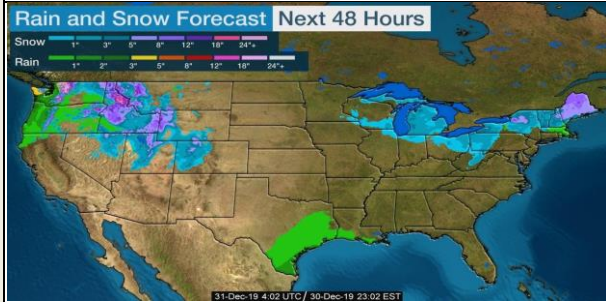 Rain and Snow Forecast Next 48 Hours
Snow 1" 3" 5" 8" 12" 18" 24"+
Rain 1" 2" 3" 5" 8" 12" 18" 24"+
31-Dec-19 4:02 UTC / 30-Dec-19 23:02 EST